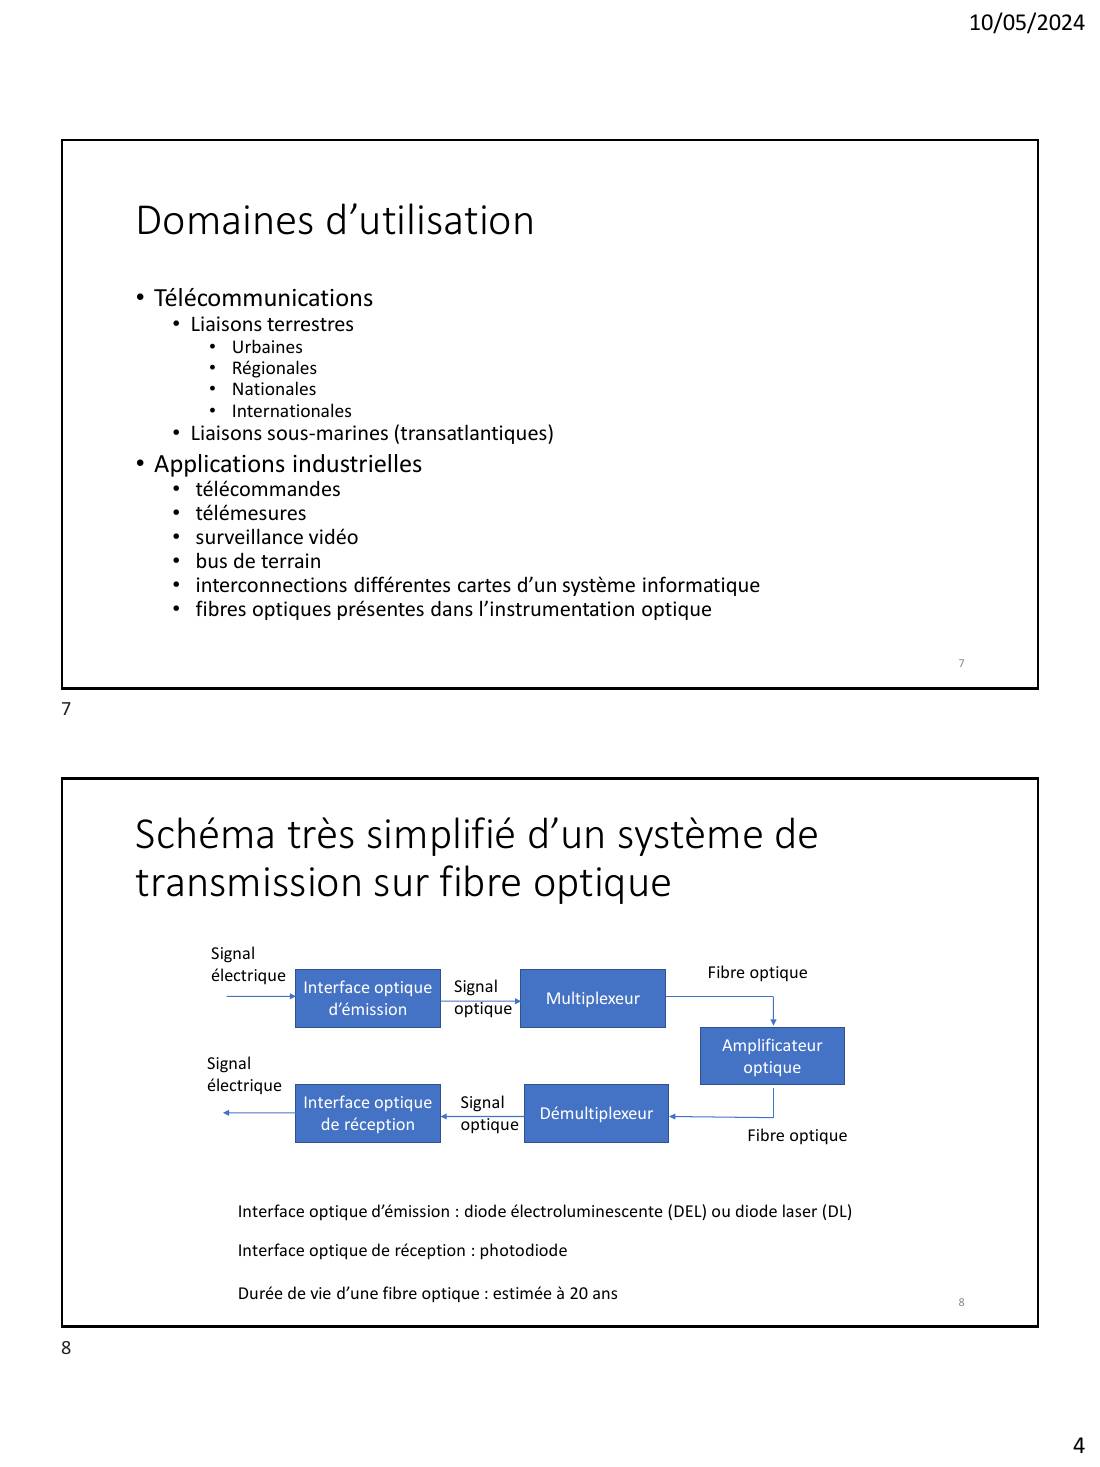 10/05/2024
Domaines d’utilisation
• Télécommunications
• Liaisons terrestres
• Urbaines
• Régionales
• Nationales
• Internationales
• Liaisons sous-marines (transatlantiques)
• Applications industrielles
• télécommandes
• télémesures
• surveillance vidéo
• bus de terrain
• interconnections différentes cartes d’un système informatique
• fibres optiques présentes dans l’instrumentation optique
7
7
Schéma très simplifié d’un système de
transmission sur fibre optique
Signal
électrique
Interface optique
d’émission
Signal
optique
Multiplexeur
Fibre optique
Amplificateur
optique
Signal
électrique
Interface optique
de réception
Signal
optique
Démultiplexeur
Fibre optique
Interface optique d’émission : diode électroluminescente (DEL) ou diode laser (DL)
Interface optique de réception : photodiode
Durée de vie d’une fibre optique : estimée à 20 ans
8
8
4